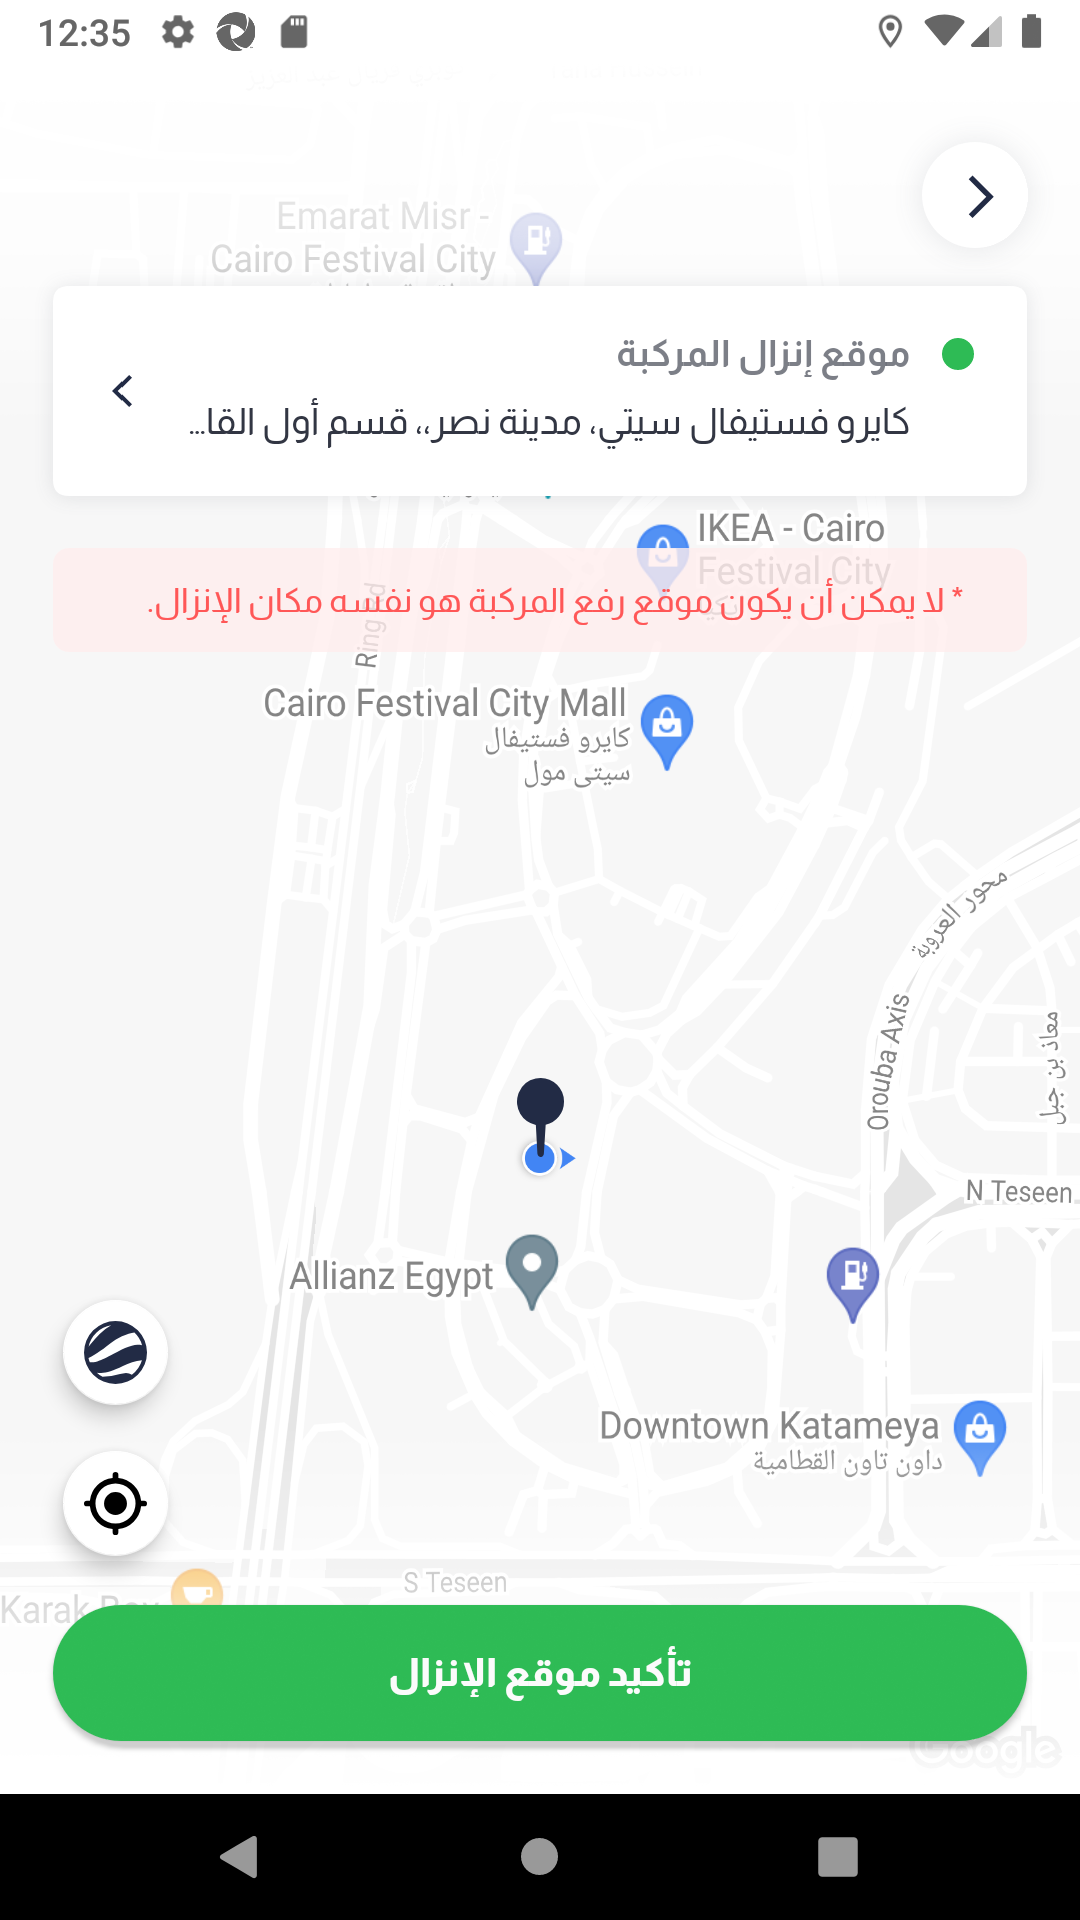 12:35
Emarat Misr -
Cairo Festival City
موقع إنزال المركبة
كايرو فستيفال سيتي، مدينة نصر،، قسم أول القا...
IKEA - Cairo
Festival City
* لا يمكن أن يكون موقع رفع المركبة هو نفسه مكان الإنزال.
Cairo Festival City Mall
كايرو فستيفال
سيتى مول
محور العروبة
Orouba Axis
معاذ بن جبل
N Teseen
Allianz Egypt
Downtown Katameya
داون تاون القطامية
S Teseen
Karak
تأكيد موقع الإنزال
Google